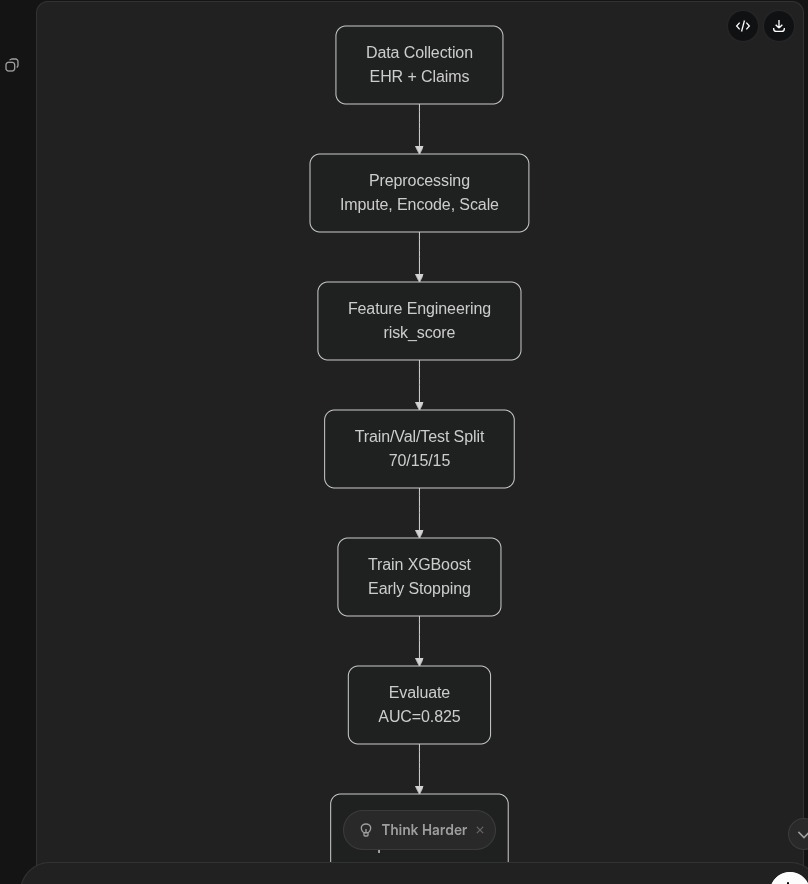 Data Collection
EHR + Claims
Preprocessing
Impute, Encode, Scale
Feature Engineering
risk_score
Train/Val/Test Split
70/15/15
Train XGBoost
Early Stopping
Evaluate
AUC=0.825
Think Harder